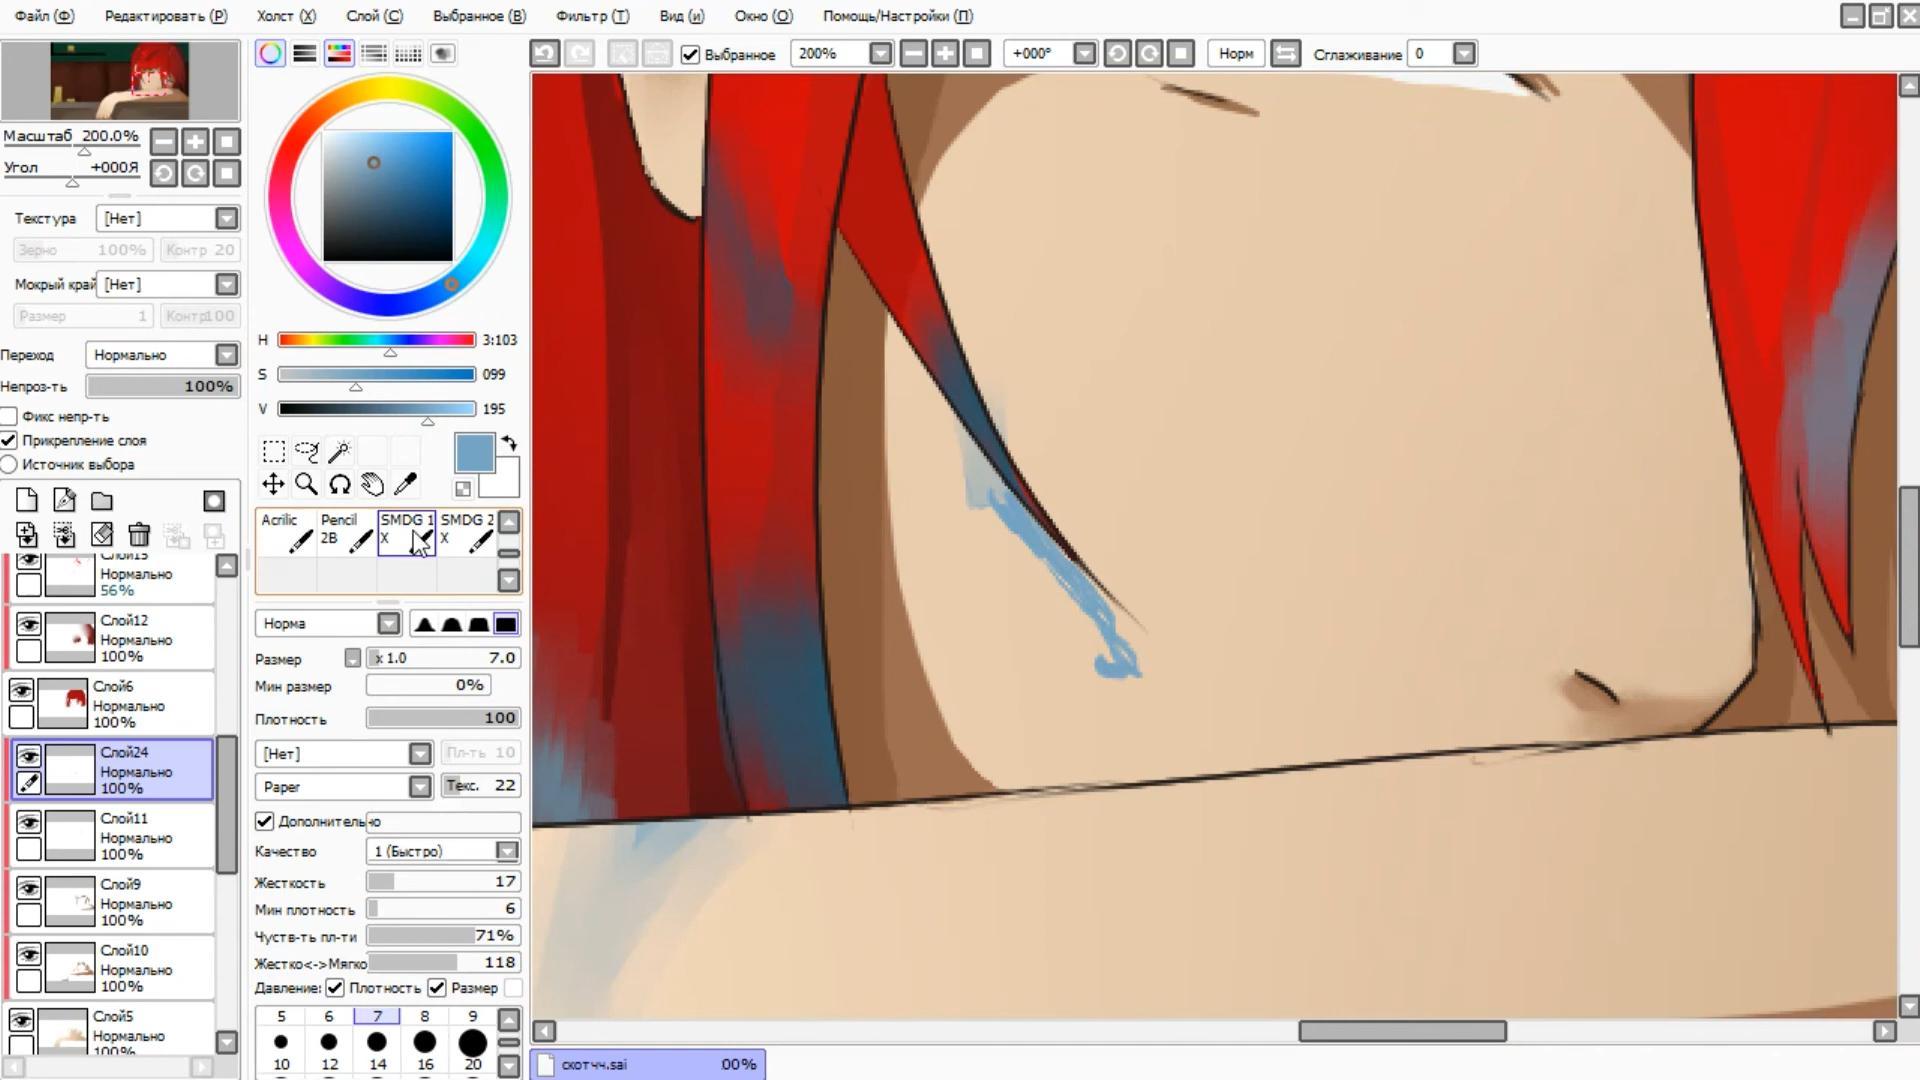 Файл (Ф) Редактировать (Р) Холст (Х) Слой (С) Выбранное (В) Фильтр (Т) Вид (и) Окно (О) Помощь/Настройки (П)
Выбранное 200% +000° Норм Сглаживание 0
Масштаб 200.0%
Угол +000Я
Текстура [Нет]
Зерно 100% Контр 20
Мокрый край [Нет]
Размер 1 Контр100
Переход Нормально
Непроз-ть 100%
Фикс непр-ть
Прикрепление слоя
Источник выбора
Слой15
Нормально
56%
Слой12
Нормально
100%
Слой6
Нормально
100%
Слой24
Нормально
100%
Слой11
Нормально
100%
Слой9
Нормально
100%
Слой10
Нормально
100%
Слой5
Нормально
100%
H 3:103
S 099
V 195
Acrilic Pencil 2B SMDG 1 X SMDG 2 X
Норма
Размер x 1.0 7.0
Мин размер 0%
Плотность 100
[Нет] Пл-ть 10
Paper Текс. 22
Дополнительно
Качество 1 (Быстро)
Жесткость 17
Мин плотность 6
Чуств-ть пл-ти 71%
Жестко<->Мягко 118
Давление: Плотность Размер
5 6 7 8 9
10 12 14 16 20
скотчч.sai 00%